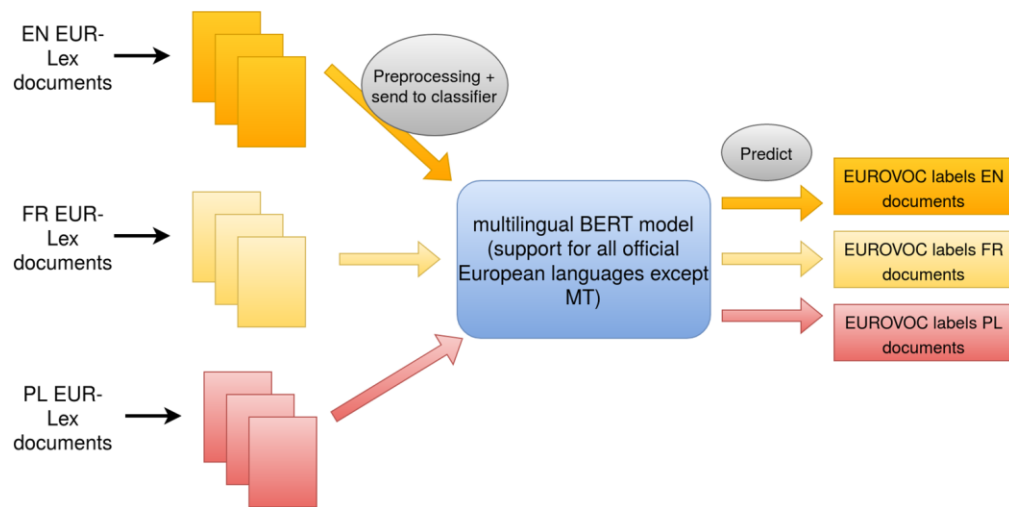 EN EUR-
Lex
documents
Preprocessing +
send to classifier
FR EUR-
Lex
documents
PL EUR-
Lex
documents
multilingual BERT model
(support for all official
European languages except
MT)
Predict
EUROVOC labels EN
documents
EUROVOC labels FR
documents
EUROVOC labels PL
documents